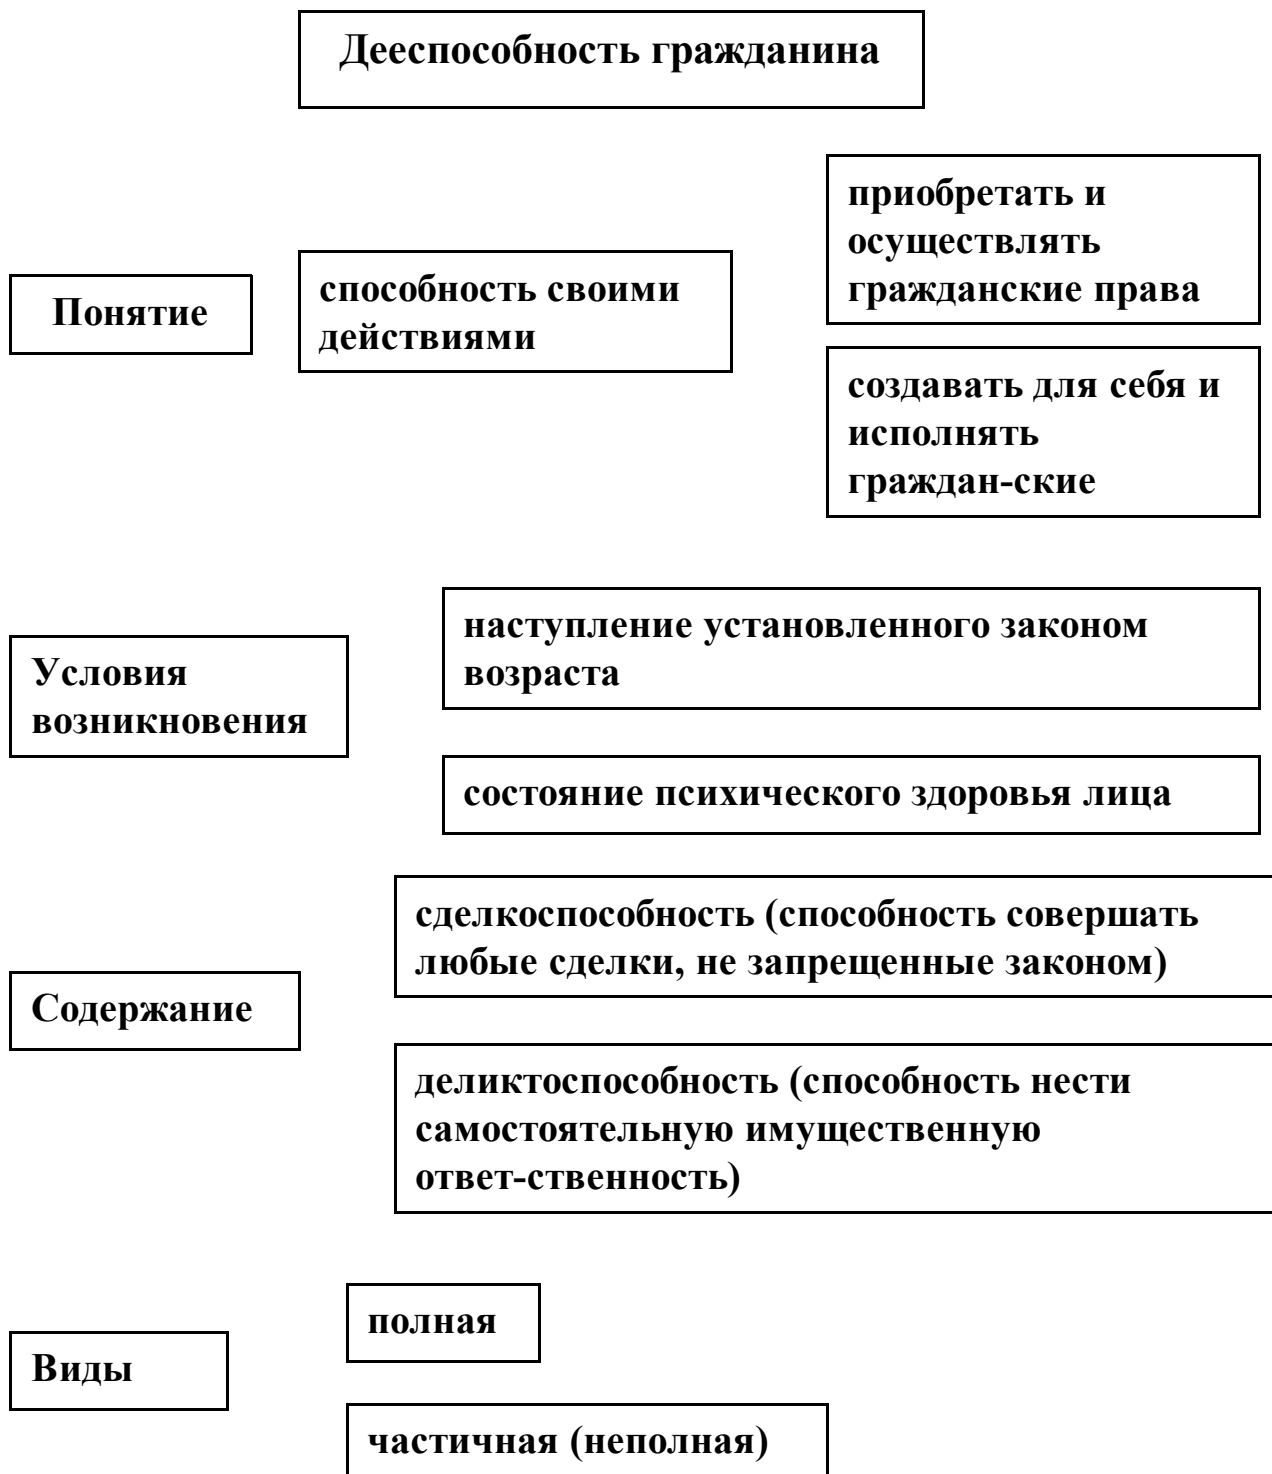 Дееспособность гражданина
приобретать и
осуществлять
гражданские права
Понятие
способность своими
действиями
создавать для себя и
исполнять
граждан-ские
Условия
возникновения
наступление установленного законом
возраста
состояние психического здоровья лица
Содержание
сделкоспособность (способность совершать
любые сделки, не запрещенные законом)
деликтоспособность (способность нести
самостоятельную имущественную
ответ-ственность)
Виды
полная
частичная (неполная)